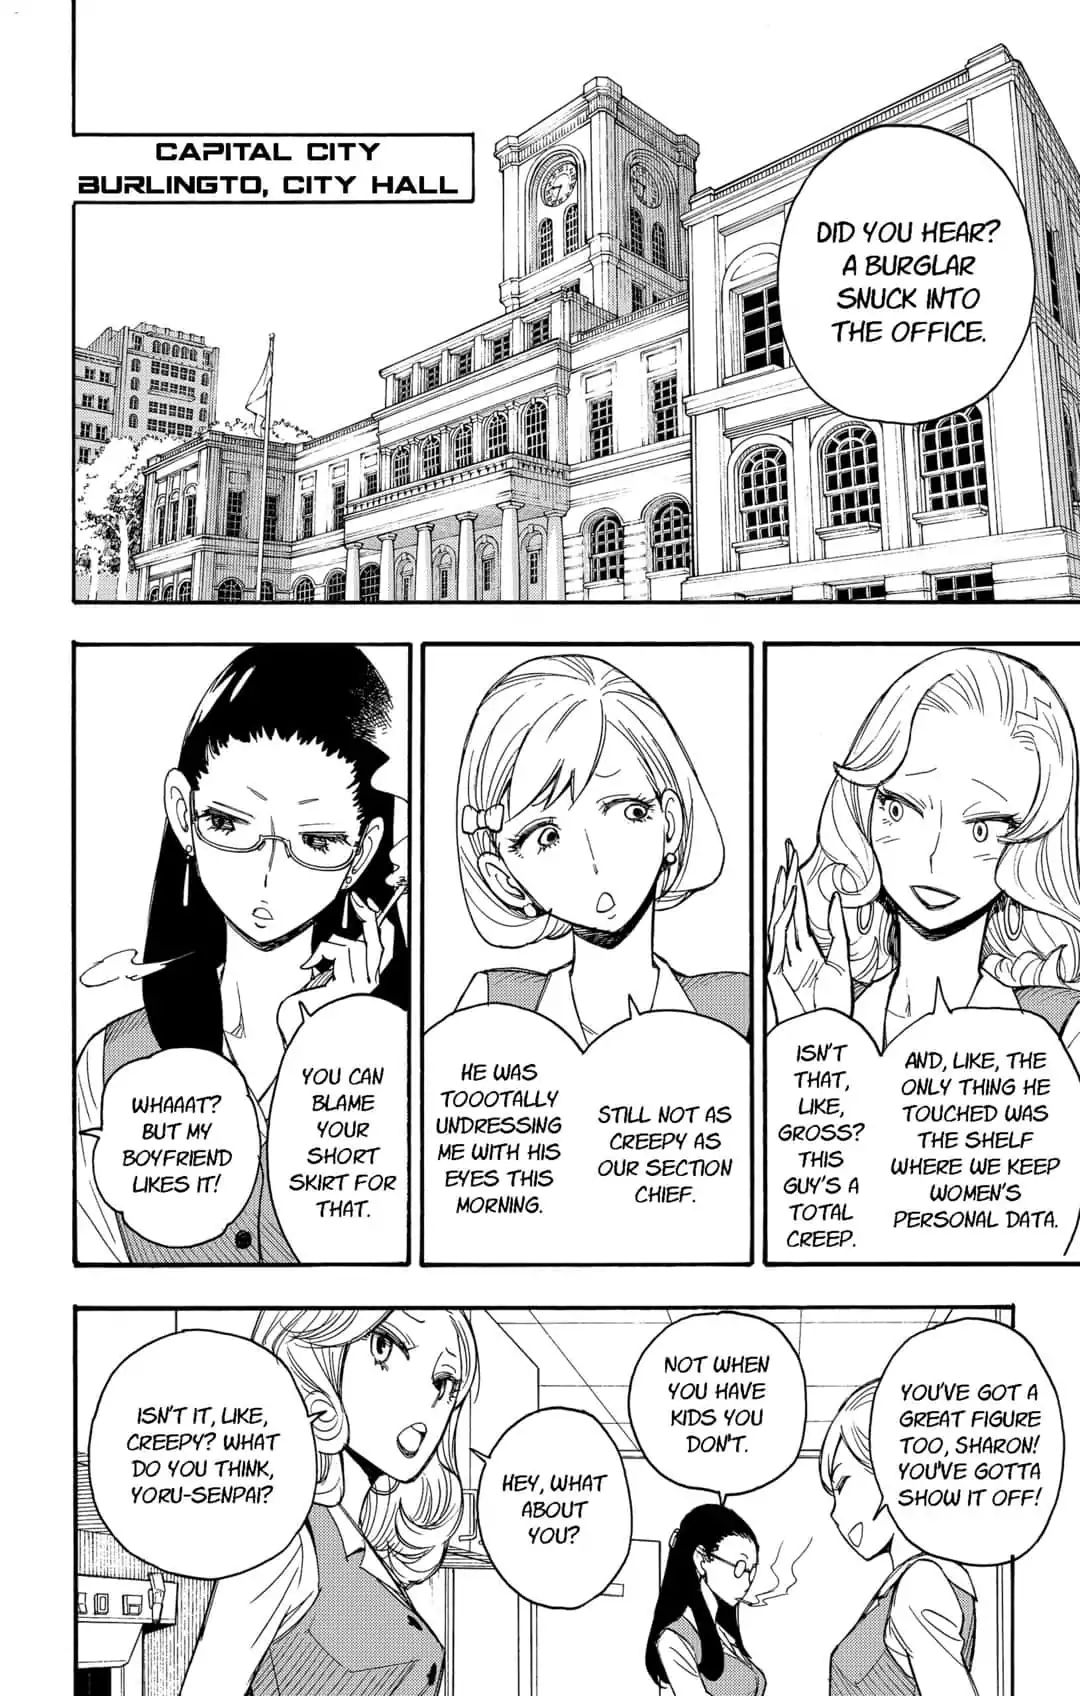 CAPITAL CITY
BURLINGTO, CITY HALL
DID YOU HEAR?
A BURGLAR
SNUCK INTO
THE OFFICE.
AND, LIKE, THE
ONLY THING HE
TOUCHED WAS
THE SHELF
WHERE WE KEEP
WOMEN'S
PERSONAL DATA.
ISN'T
THAT,
LIKE,
GROSS?
THIS
GUY'S A
TOTAL
CREEP.
STILL NOT AS
CREEPY AS
OUR SECTION
CHIEF.
HE WAS
TOOOTALLY
UNDRESSING
ME WITH HIS
EYES THIS
MORNING.
YOU CAN
BLAME
YOUR
SHORT
SKIRT FOR
THAT.
WHAAAT?
BUT MY
BOYFRIEND
LIKES IT!
YOU'VE GOT A
GREAT FIGURE
TOO, SHARON!
YOU'VE GOTTA
SHOW IT OFF!
NOT WHEN
YOU HAVE
KIDS YOU
DON'T.
HEY, WHAT
ABOUT
YOU?
ISN'T IT, LIKE,
CREEPY? WHAT
DO YOU THINK,
YORU-SENPAI?